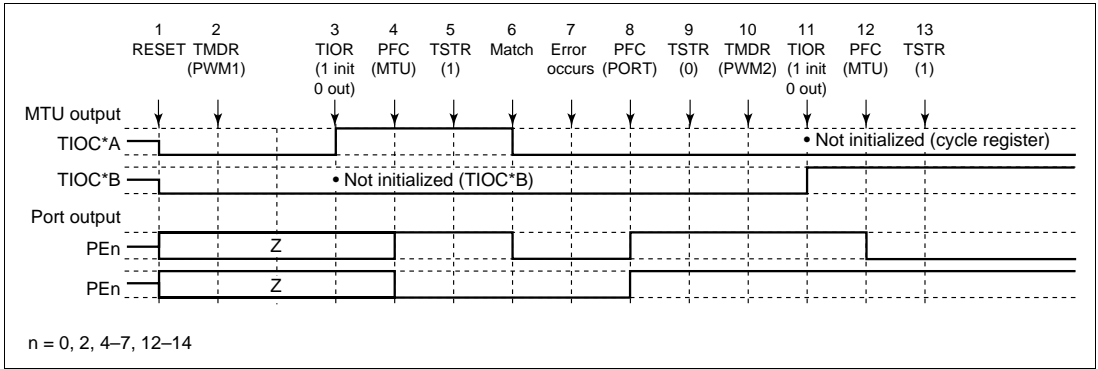 1 2 3 4 5 6 7 8 9 10 11 12 13
RESET TMDR TIOR PFC TSTR Match Error PFC TSTR TMDR TIOR PFC TSTR
(PWM1) (1 init (MTU) (1) occurs (PORT) (0) (PWM2) (1 init (MTU) (1)
0 out) 0 out)
MTU output
TIOC*A • Not initialized (cycle register)
TIOC*B • Not initialized (TIOC*B)
Port output
PEn Z
PEn Z
n = 0, 2, 4–7, 12–14